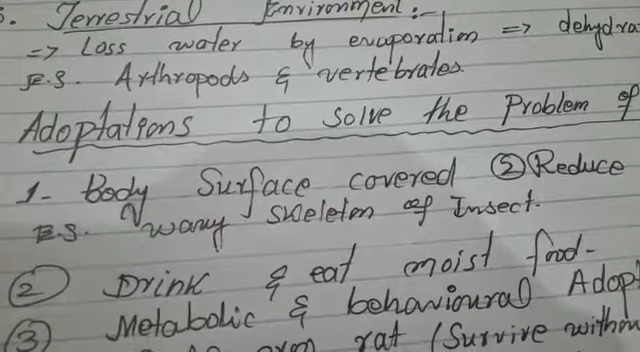 Terrestrial Environment:-
=> Loss water by evaporation => dehydra
E.g. Arthropods & vertebrates.
Adoptations to solve the Problem of
1- Body Surface covered ② Reduce
E.g. waxy skeleton of Insect.
② Drink & eat moist food-
③ Metabolic & behavioural Adopt
rat (Survive withou